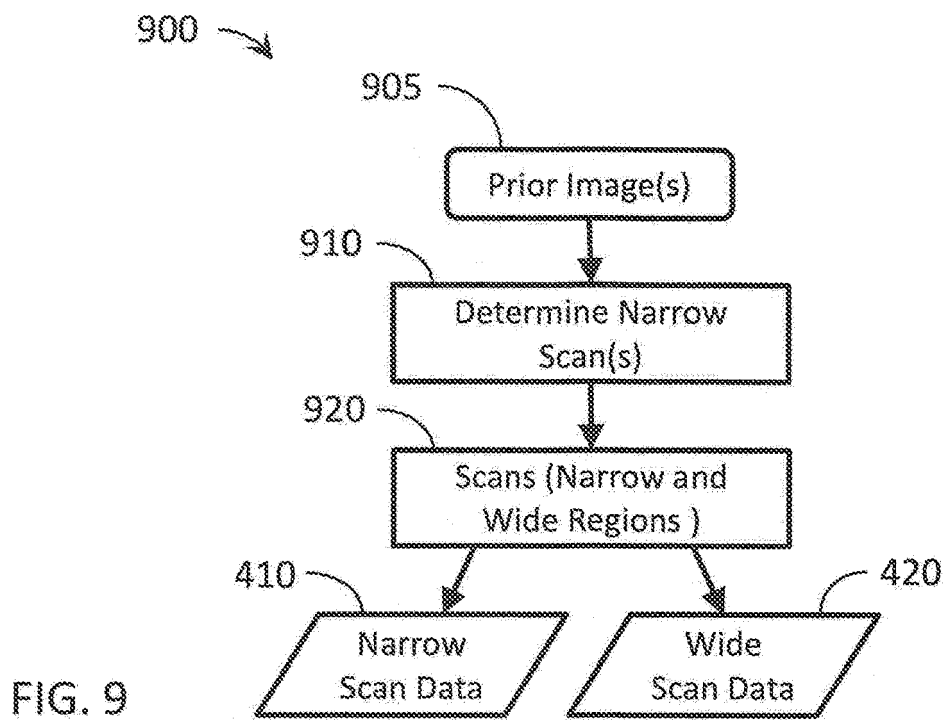 900
905
Prior Image(s)
910
Determine Narrow
Scan(s)
920
Scans (Narrow and
Wide Regions )
410
420
Narrow
Scan Data
Wide
Scan Data
FIG. 9